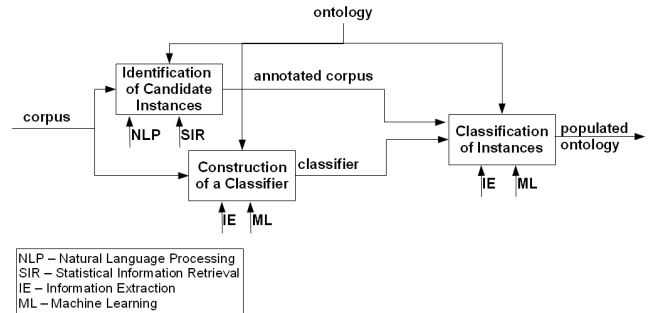 ontology
Identification
of Candidate
Instances
annotated corpus
corpus
NLP
SIR
Classification
of Instances
populated
ontology
Construction
of a Classifier
classifier
IE
ML
IE
ML
NLP – Natural Language Processing
SIR – Statistical Information Retrieval
IE – Information Extraction
ML – Machine Learning